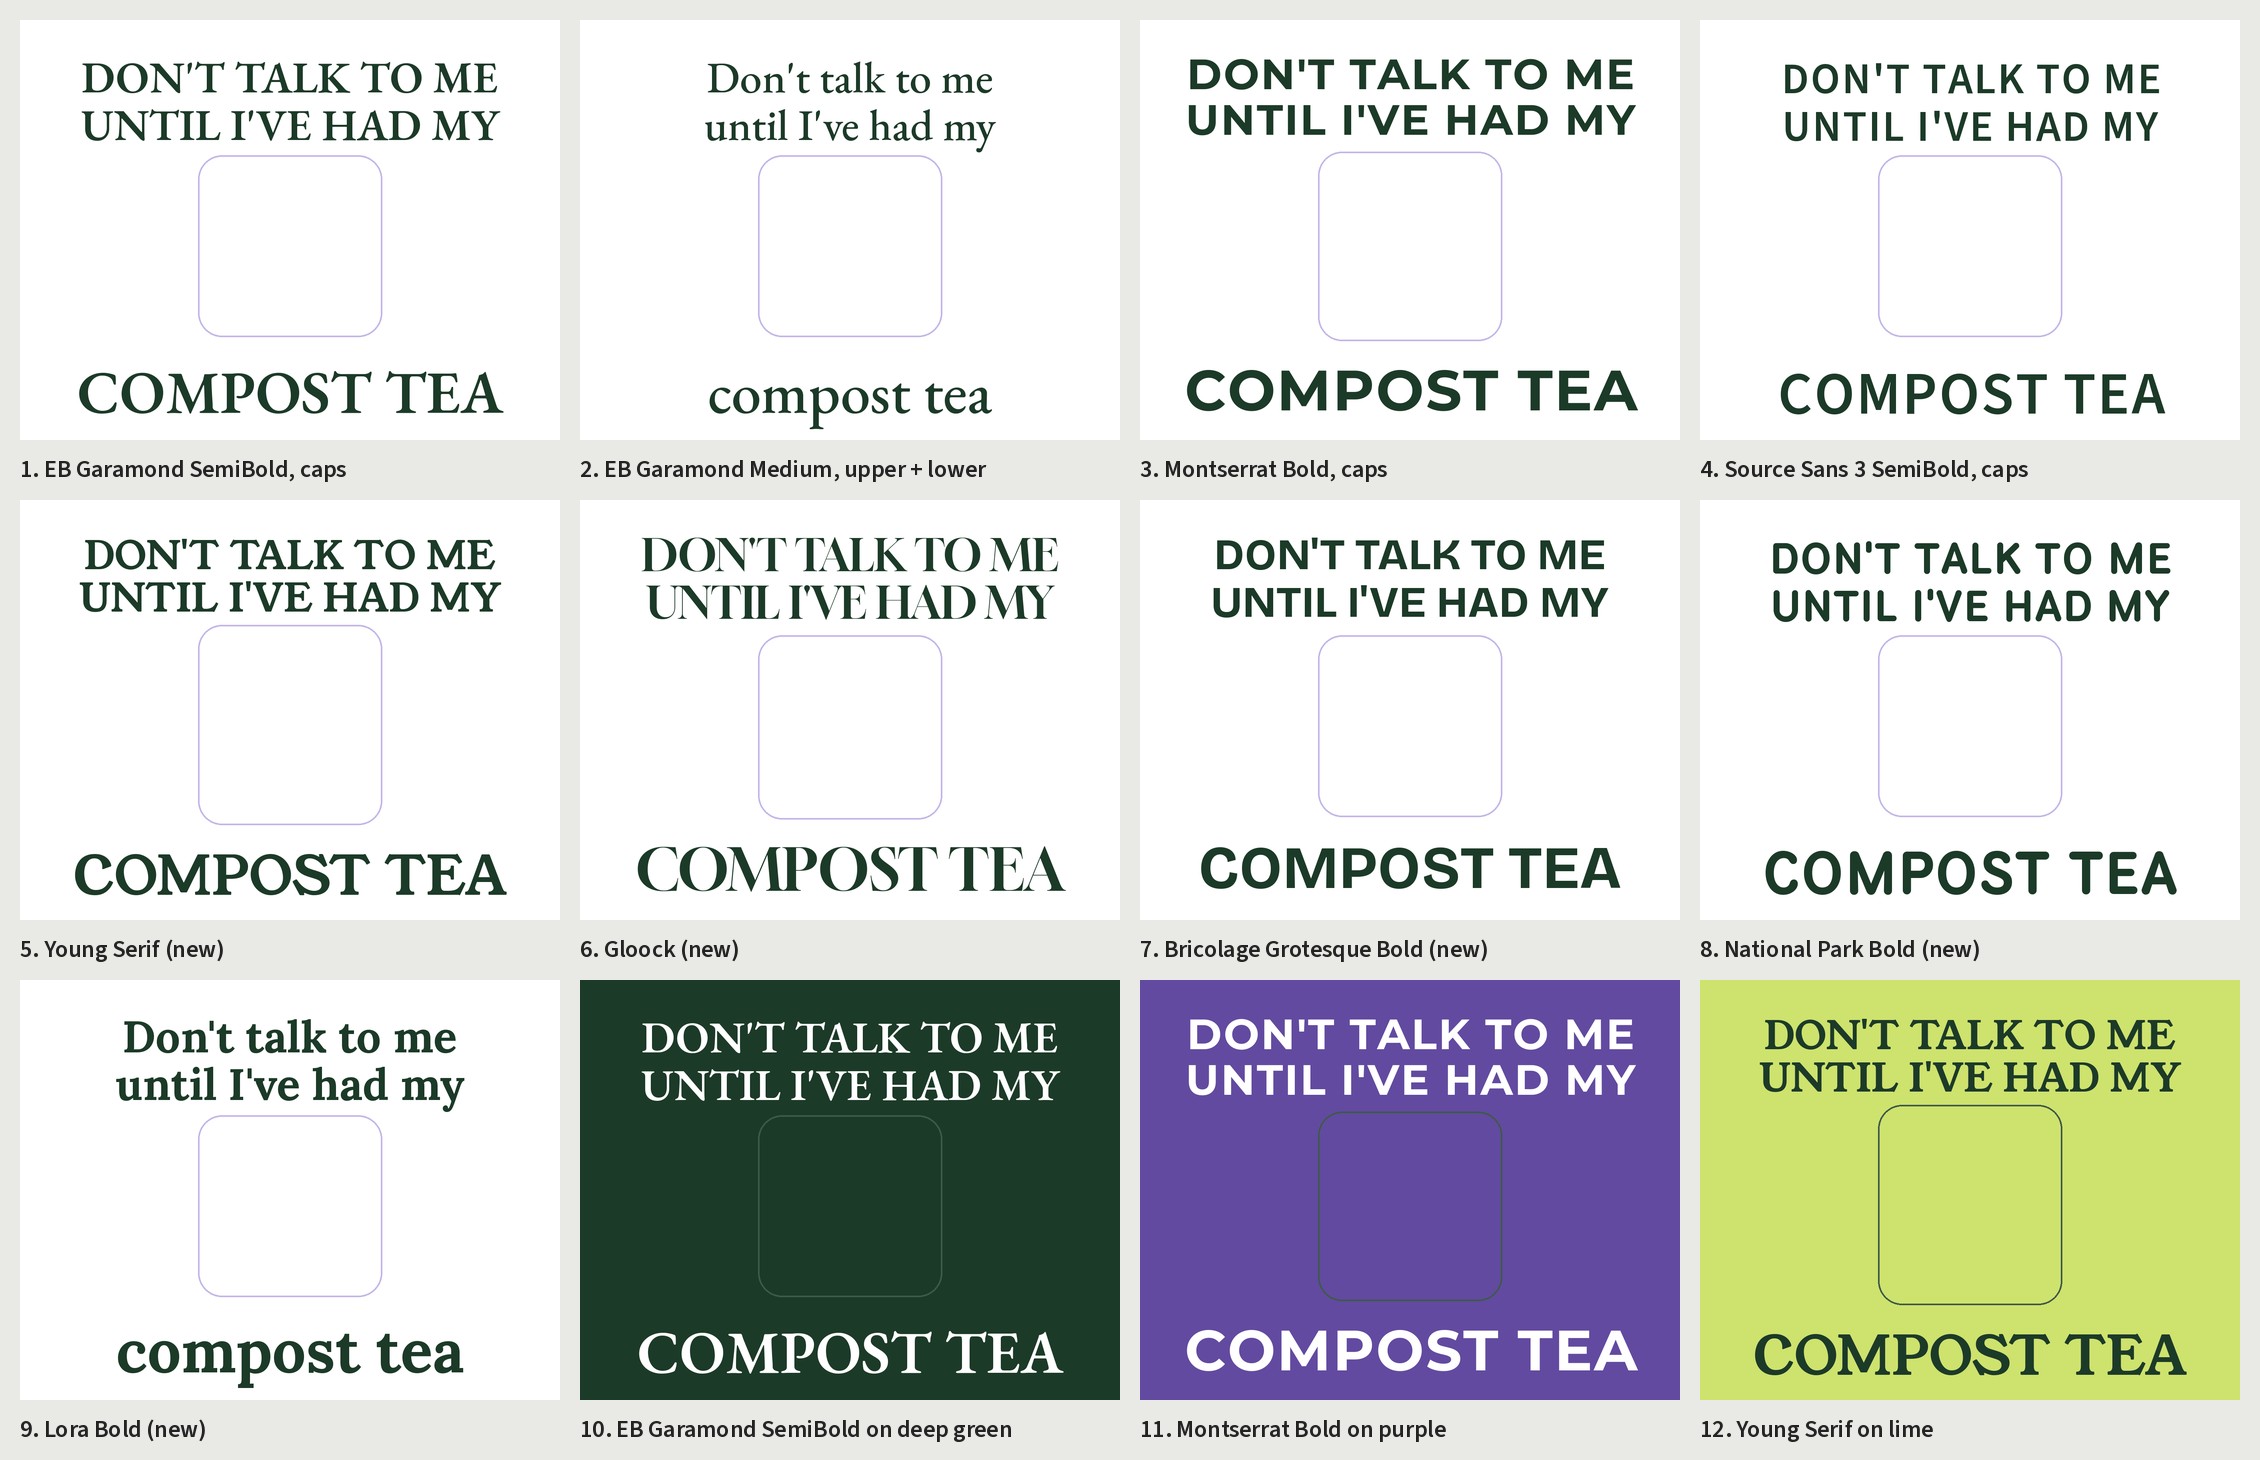 DON'T TALK TO ME
UNTIL I'VE HAD MY
COMPOST TEA
1. EB Garamond SemiBold, caps
Don't talk to me
until I've had my
compost tea
2. EB Garamond Medium, upper + lower
DON'T TALK TO ME
UNTIL I'VE HAD MY
COMPOST TEA
3. Montserrat Bold, caps
DON'T TALK TO ME
UNTIL I'VE HAD MY
COMPOST TEA
4. Source Sans 3 SemiBold, caps
DON'T TALK TO ME
UNTIL I'VE HAD MY
COMPOST TEA
5. Young Serif (new)
DON'T TALK TO ME
UNTIL I'VE HAD MY
COMPOST TEA
6. Gloock (new)
DON'T TALK TO ME
UNTIL I'VE HAD MY
COMPOST TEA
7. Bricolage Grotesque Bold (new)
DON'T TALK TO ME
UNTIL I'VE HAD MY
COMPOST TEA
8. National Park Bold (new)
Don't talk to me
until I've had my
compost tea
9. Lora Bold (new)
DON'T TALK TO ME
UNTIL I'VE HAD MY
COMPOST TEA
10. EB Garamond SemiBold on deep green
DON'T TALK TO ME
UNTIL I'VE HAD MY
COMPOST TEA
11. Montserrat Bold on purple
DON'T TALK TO ME
UNTIL I'VE HAD MY
COMPOST TEA
12. Young Serif on lime